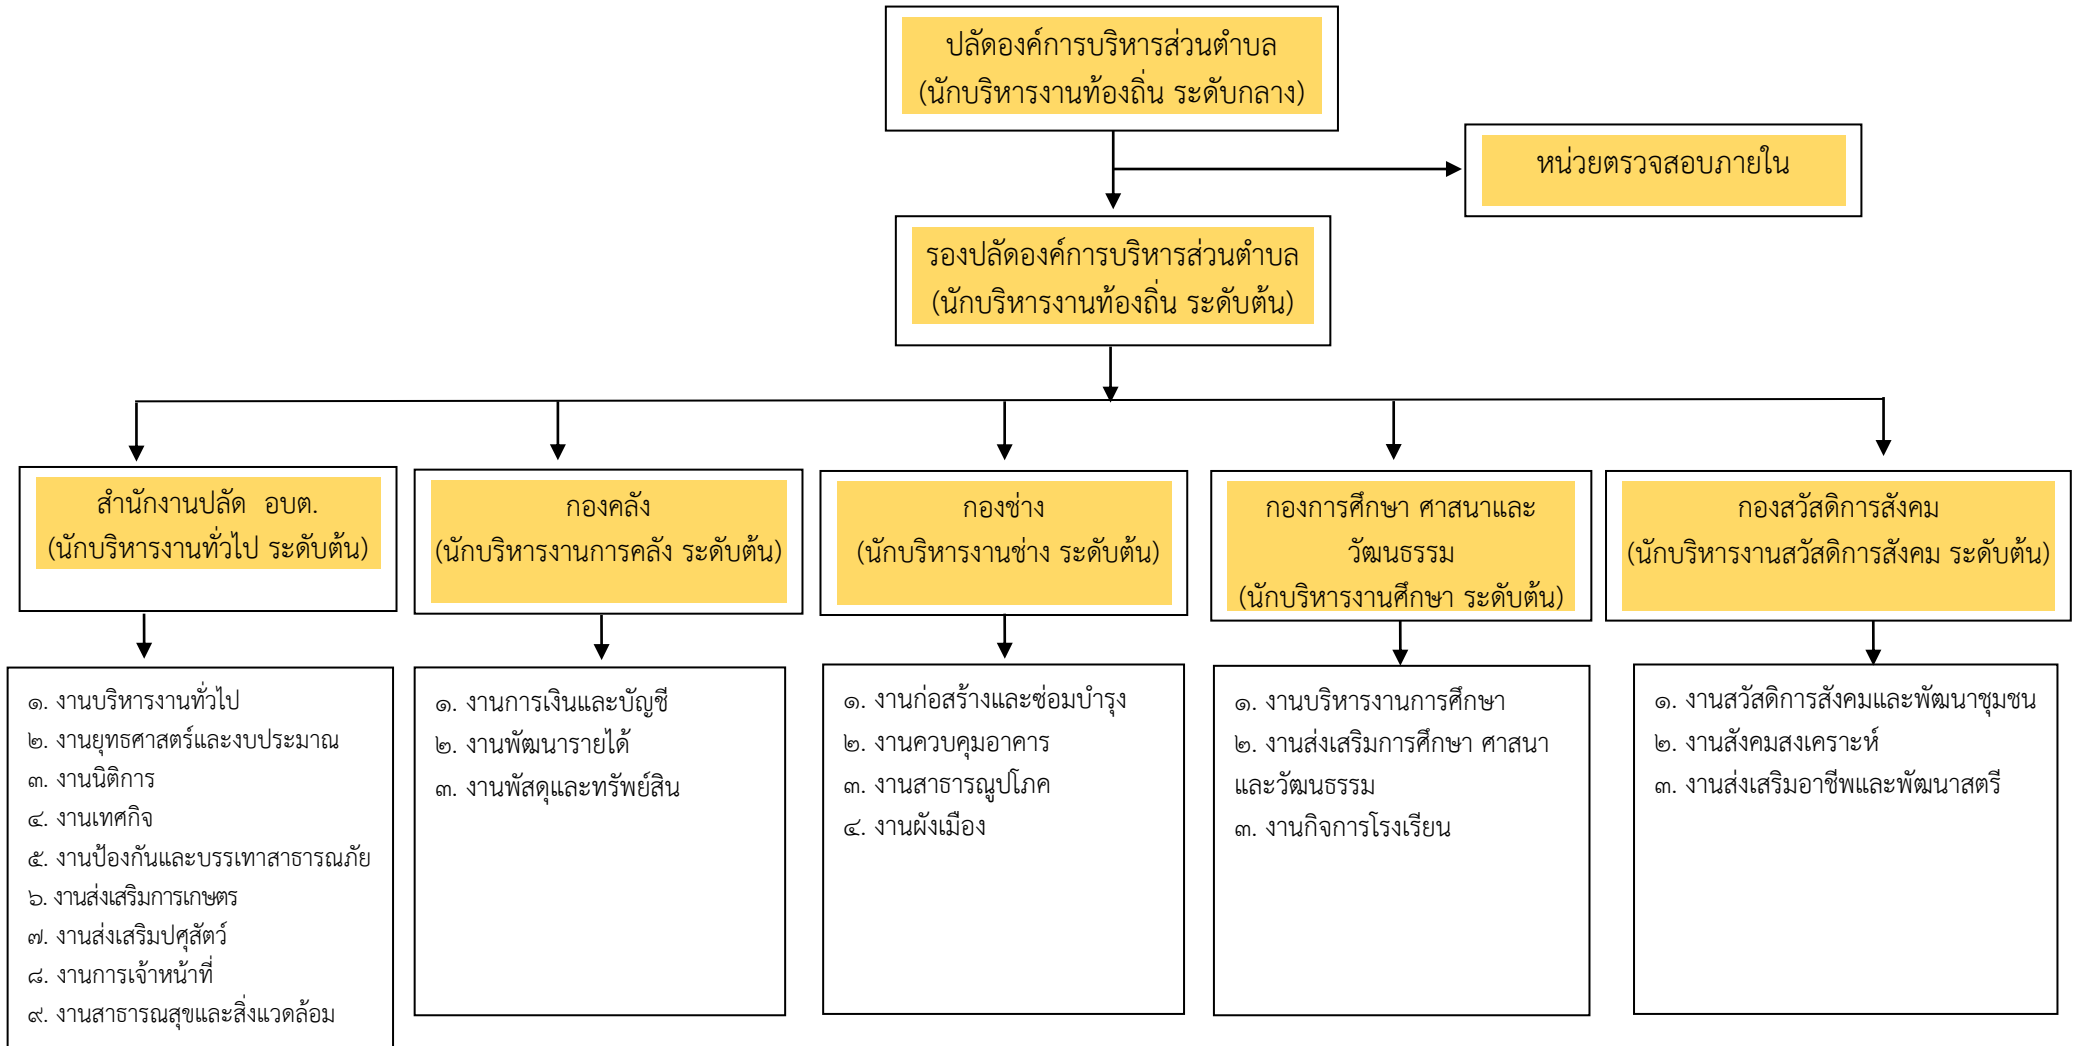 ปลัดองค์การบริหารส่วนตำบล
(นักบริหารงานท้องถิ่น ระดับกลาง)
หน่วยตรวจสอบภายใน
รองปลัดองค์การบริหารส่วนตำบล
(นักบริหารงานท้องถิ่น ระดับต้น)
สำนักงานปลัด อบต.
(นักบริหารงานทั่วไป ระดับต้น)
กองคลัง
(นักบริหารงานการคลัง ระดับต้น)
กองช่าง
(นักบริหารงานช่าง ระดับต้น)
กองการศึกษา ศาสนาและ
วัฒนธรรม
(นักบริหารงานศึกษา ระดับต้น)
กองสวัสดิการสังคม
(นักบริหารงานสวัสดิการสังคม ระดับต้น)
๑. งานบริหารงานทั่วไป
๒. งานยุทธศาสตร์และงบประมาณ
๓. งานนิติการ
๔. งานเทศกิจ
๕. งานป้องกันและบรรเทาสาธารณภัย
๖. งานส่งเสริมการเกษตร
๗. งานส่งเสริมปศุสัตว์
๘. งานการเจ้าหน้าที่
๙. งานสาธารณสุขและสิ่งแวดล้อม
๑. งานการเงินและบัญชี
๒. งานพัฒนารายได้
๓. งานพัสดุและทรัพย์สิน
๑. งานก่อสร้างและซ่อมบำรุง
๒. งานควบคุมอาคาร
๓. งานสาธารณูปโภค
๔. งานผังเมือง
๑. งานบริหารงานการศึกษา
๒. งานส่งเสริมการศึกษา ศาสนา
และวัฒนธรรม
๓. งานกิจการโรงเรียน
๑. งานสวัสดิการสังคมและพัฒนาชุมชน
๒. งานสังคมสงเคราะห์
๓. งานส่งเสริมอาชีพและพัฒนาสตรี